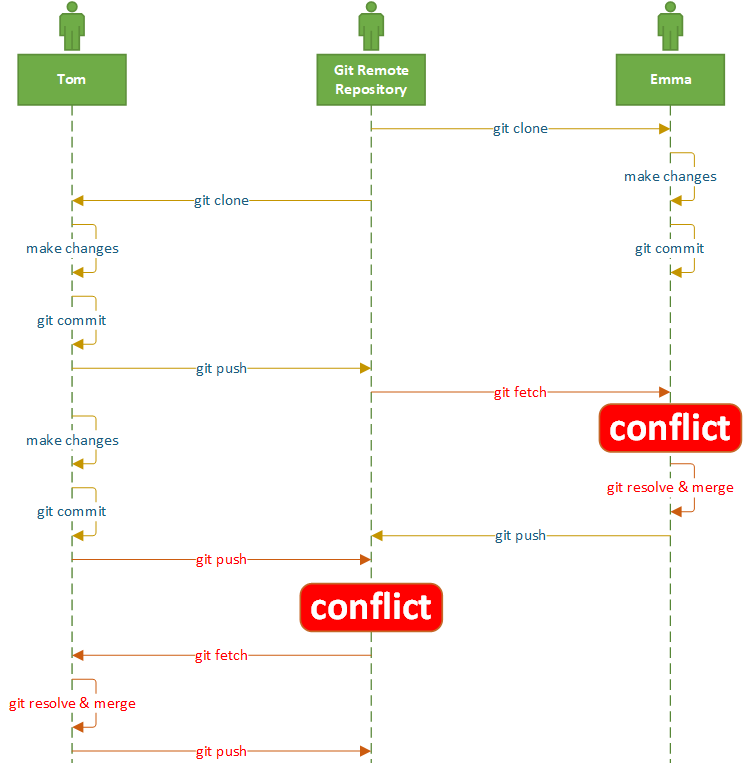 Tom
Git Remote
Repository
Emma
git clone
make changes
git clone
make changes
git commit
git commit
git push
git fetch
conflict
make changes
git resolve & merge
git commit
git push
git push
conflict
git fetch
git resolve & merge
git push